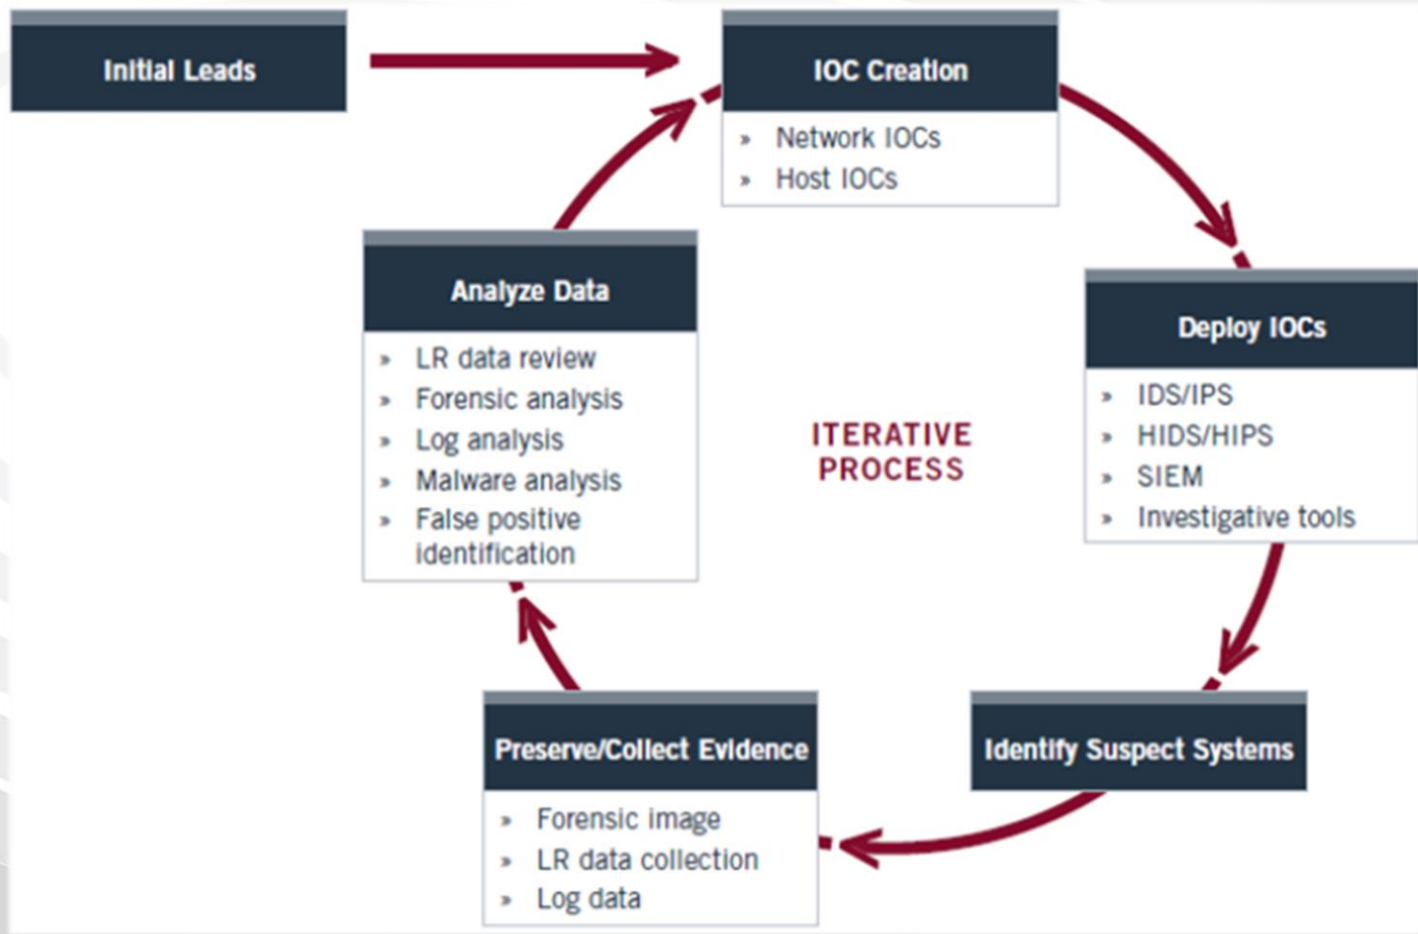 Initial Leads
IOC Creation
» Network IOCs
» Host IOCs
Deploy IOCs
» IDS/IPS
» HIDS/HIPS
» SIEM
» Investigative tools
Identify Suspect Systems
Preserve/Collect Evidence
» Forensic image
» LR data collection
» Log data
Analyze Data
» LR data review
» Forensic analysis
» Log analysis
» Malware analysis
» False positive
identification
ITERATIVE
PROCESS